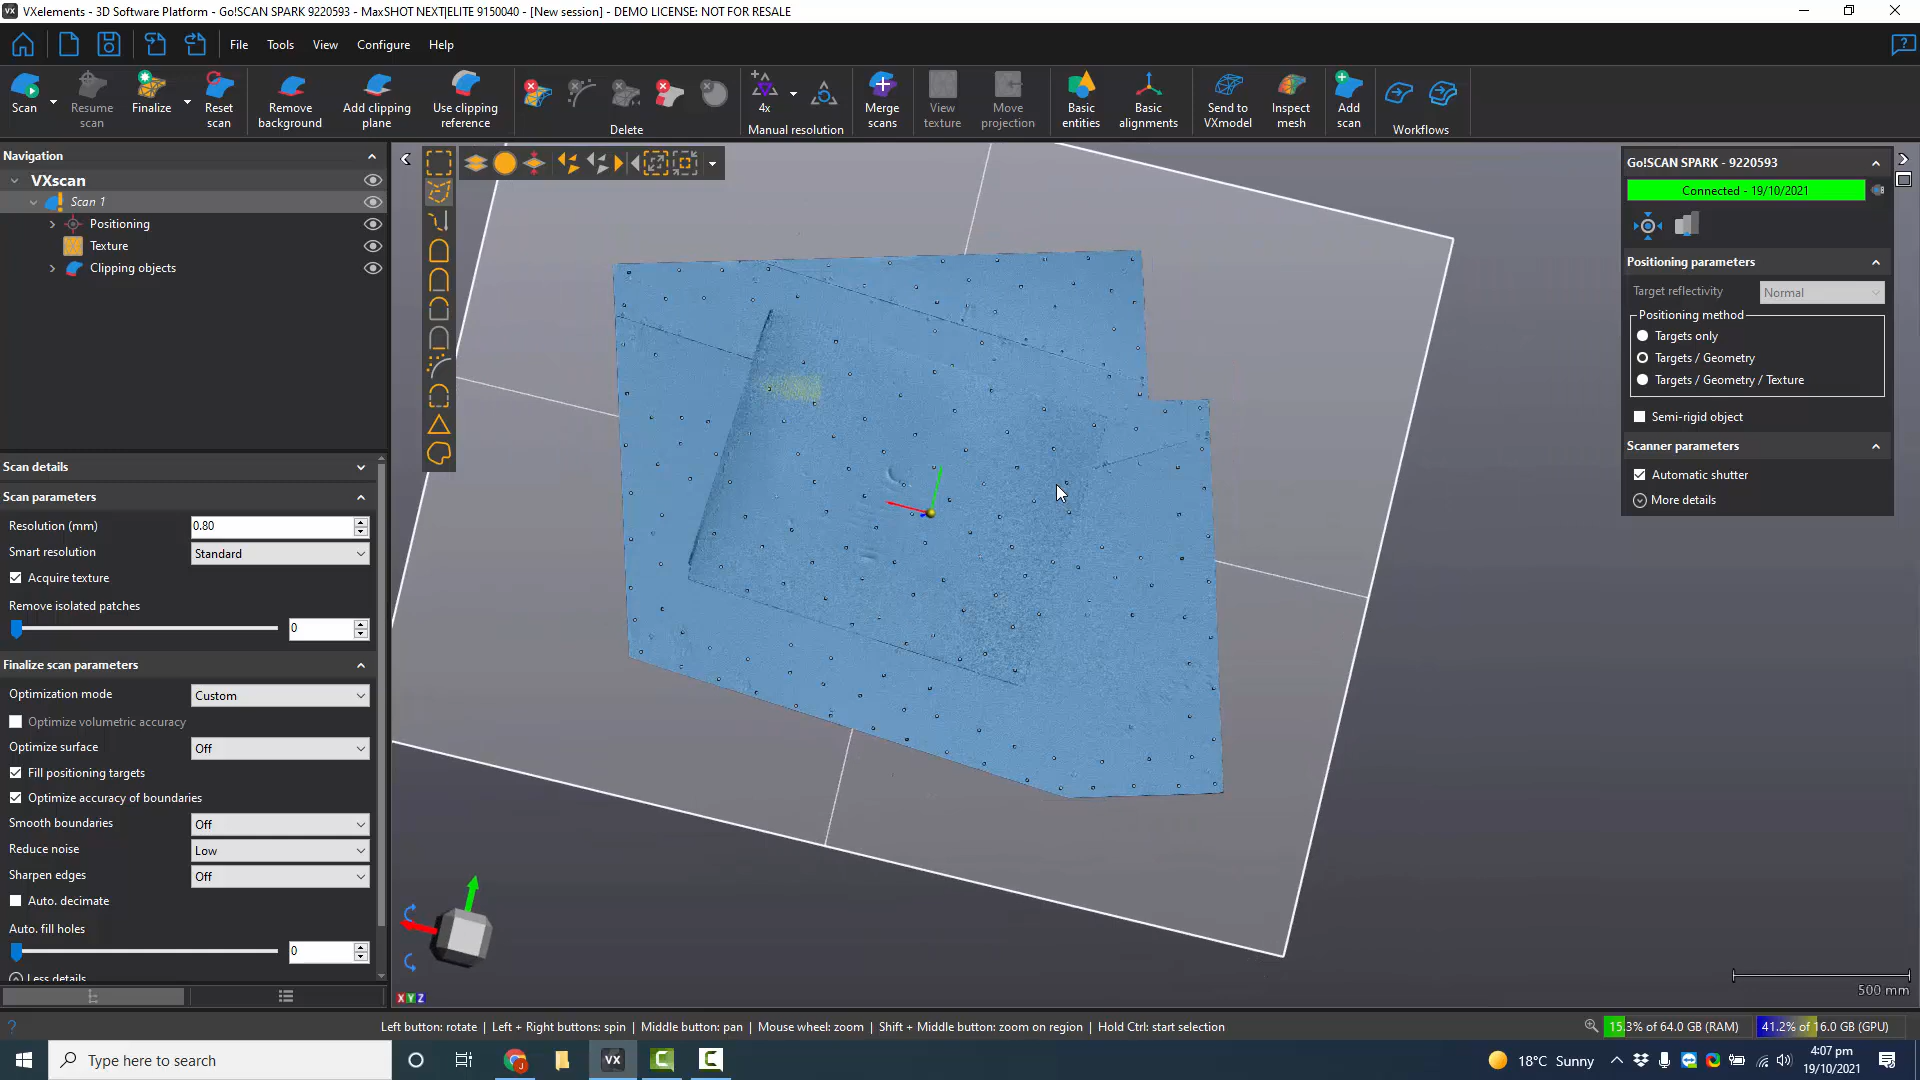 VXelements - 3D Software Platform - Go!SCAN SPARK 9220593 - MaxSHOT NEXT|ELITE 9150040 - [New session] - DEMO LICENSE: NOT FOR RESALE
File Tools View Configure Help
Scan
Resume scan
Finalize
Reset scan
Remove background
Add clipping plane
Use clipping reference
Delete
4x
Manual resolution
Merge scans
View texture
Move projection
Basic entities
Basic alignments
Send to VXmodel
Inspect mesh
Add scan
Workflows
Navigation
VXscan
Scan 1
Positioning
Texture
Clipping objects
Scan details
Scan parameters
Resolution (mm) 0.80
Smart resolution Standard
Acquire texture
Remove isolated patches
0
Finalize scan parameters
Optimization mode Custom
Optimize volumetric accuracy
Optimize surface Off
Fill positioning targets
Optimize accuracy of boundaries
Smooth boundaries Off
Reduce noise Low
Sharpen edges Off
Auto. decimate
Auto. fill holes
0
Less details
XYZ
Go!SCAN SPARK - 9220593
Connected - 19/10/2021
Positioning parameters
Target reflectivity Normal
Positioning method
Targets only
Targets / Geometry
Targets / Geometry / Texture
Semi-rigid object
Scanner parameters
Automatic shutter
More details
500 mm
Left button: rotate | Left + Right buttons: spin | Middle button: pan | Mouse wheel: zoom | Shift + Middle button: zoom on region | Hold Ctrl: start selection
15.3% of 64.0 GB (RAM)
41.2% of 16.0 GB (GPU)
Type here to search
VX
18°C Sunny
4:07 pm
19/10/2021